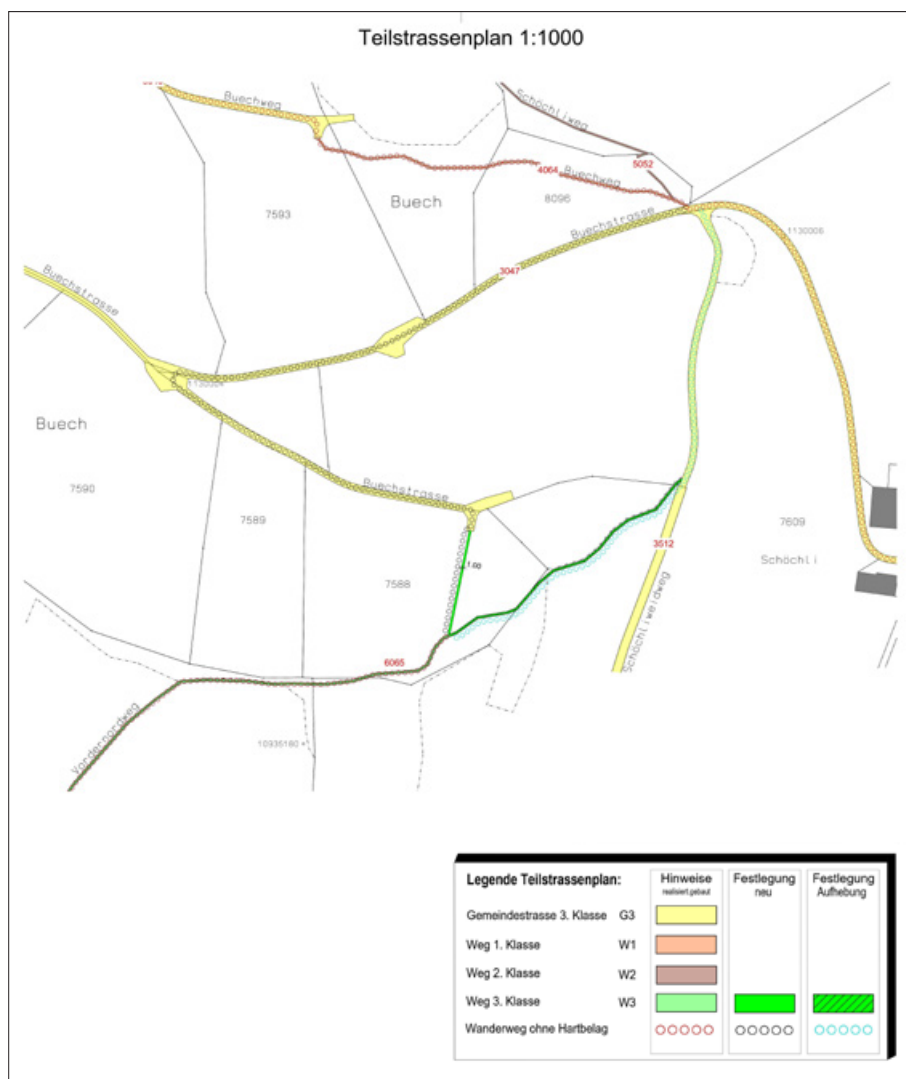 Teilstrassenplan 1:1000
Buechweg
Schöchliweg
5052
4064
Buechweg
7593
Buech
8096
Buechstrasse
1130006
3047
Buechstrasse
Buech
7590
Buechstrasse
7589
7609
3512
Schöchli
1.00
7588
Schöchliweidweg
6065
Vordernordweg
10935180
Legende Teilstrassenplan:
Hinweise
realisiert.gebaut
Festlegung
neu
Festlegung
Aufhebung
Gemeindestrasse 3. Klasse G3
Weg 1. Klasse W1
Weg 2. Klasse W2
Weg 3. Klasse W3
Wanderweg ohne Hartbelag